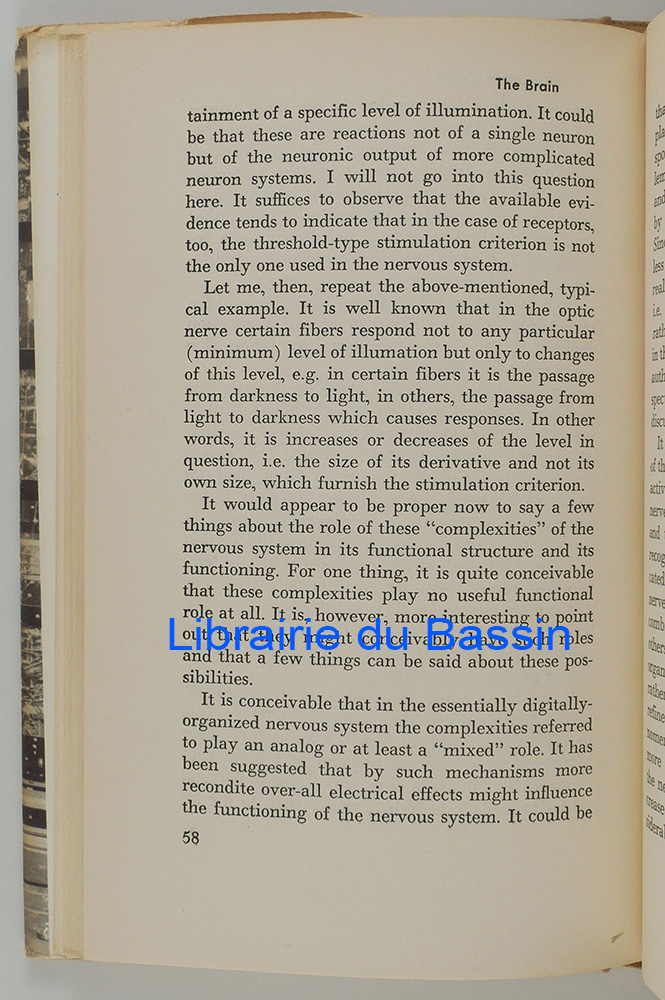 The Brain
tainment of a specific level of illumination. It could
be that these are reactions not of a single neuron
but of the neuronic output of more complicated
neuron systems. I will not go into this question
here. It suffices to observe that the available evi-
dence tends to indicate that in the case of receptors,
too, the threshold-type stimulation criterion is not
the only one used in the nervous system.
Let me, then, repeat the above-mentioned, typi-
cal example. It is well known that in the optic
nerve certain fibers respond not to any particular
(minimum) level of illumation but only to changes
of this level, e.g. in certain fibers it is the passage
from darkness to light, in others, the passage from
light to darkness which causes responses. In other
words, it is increases or decreases of the level in
question, i.e. the size of its derivative and not its
own size, which furnish the stimulation criterion.
It would appear to be proper now to say a few
things about the role of these “complexities” of the
nervous system in its functional structure and its
functioning. For one thing, it is quite conceivable
that these complexities play no useful functional
role at all. It is, however, more interesting to point
Librairie du Bassin
out that they might conceivably have such roles
and that a few things can be said about these pos-
sibilities.
It is conceivable that in the essentially digitally-
organized nervous system the complexities referred
to play an analog or at least a “mixed” role. It has
been suggested that by such mechanisms more
recondite over-all electrical effects might influence
the functioning of the nervous system. It could be
58